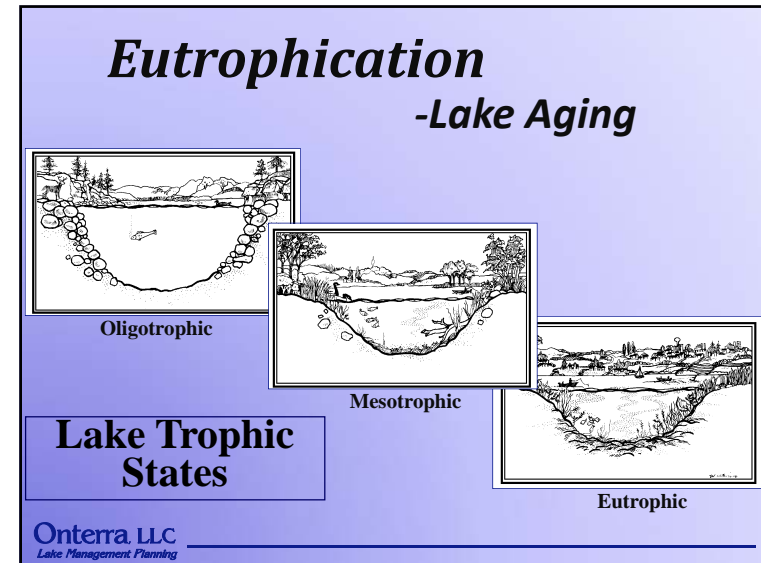 Eutrophication
-Lake Aging
Oligotrophic
Mesotrophic
Eutrophic
Lake Trophic
States
Onterra LLC
Lake Management Planning